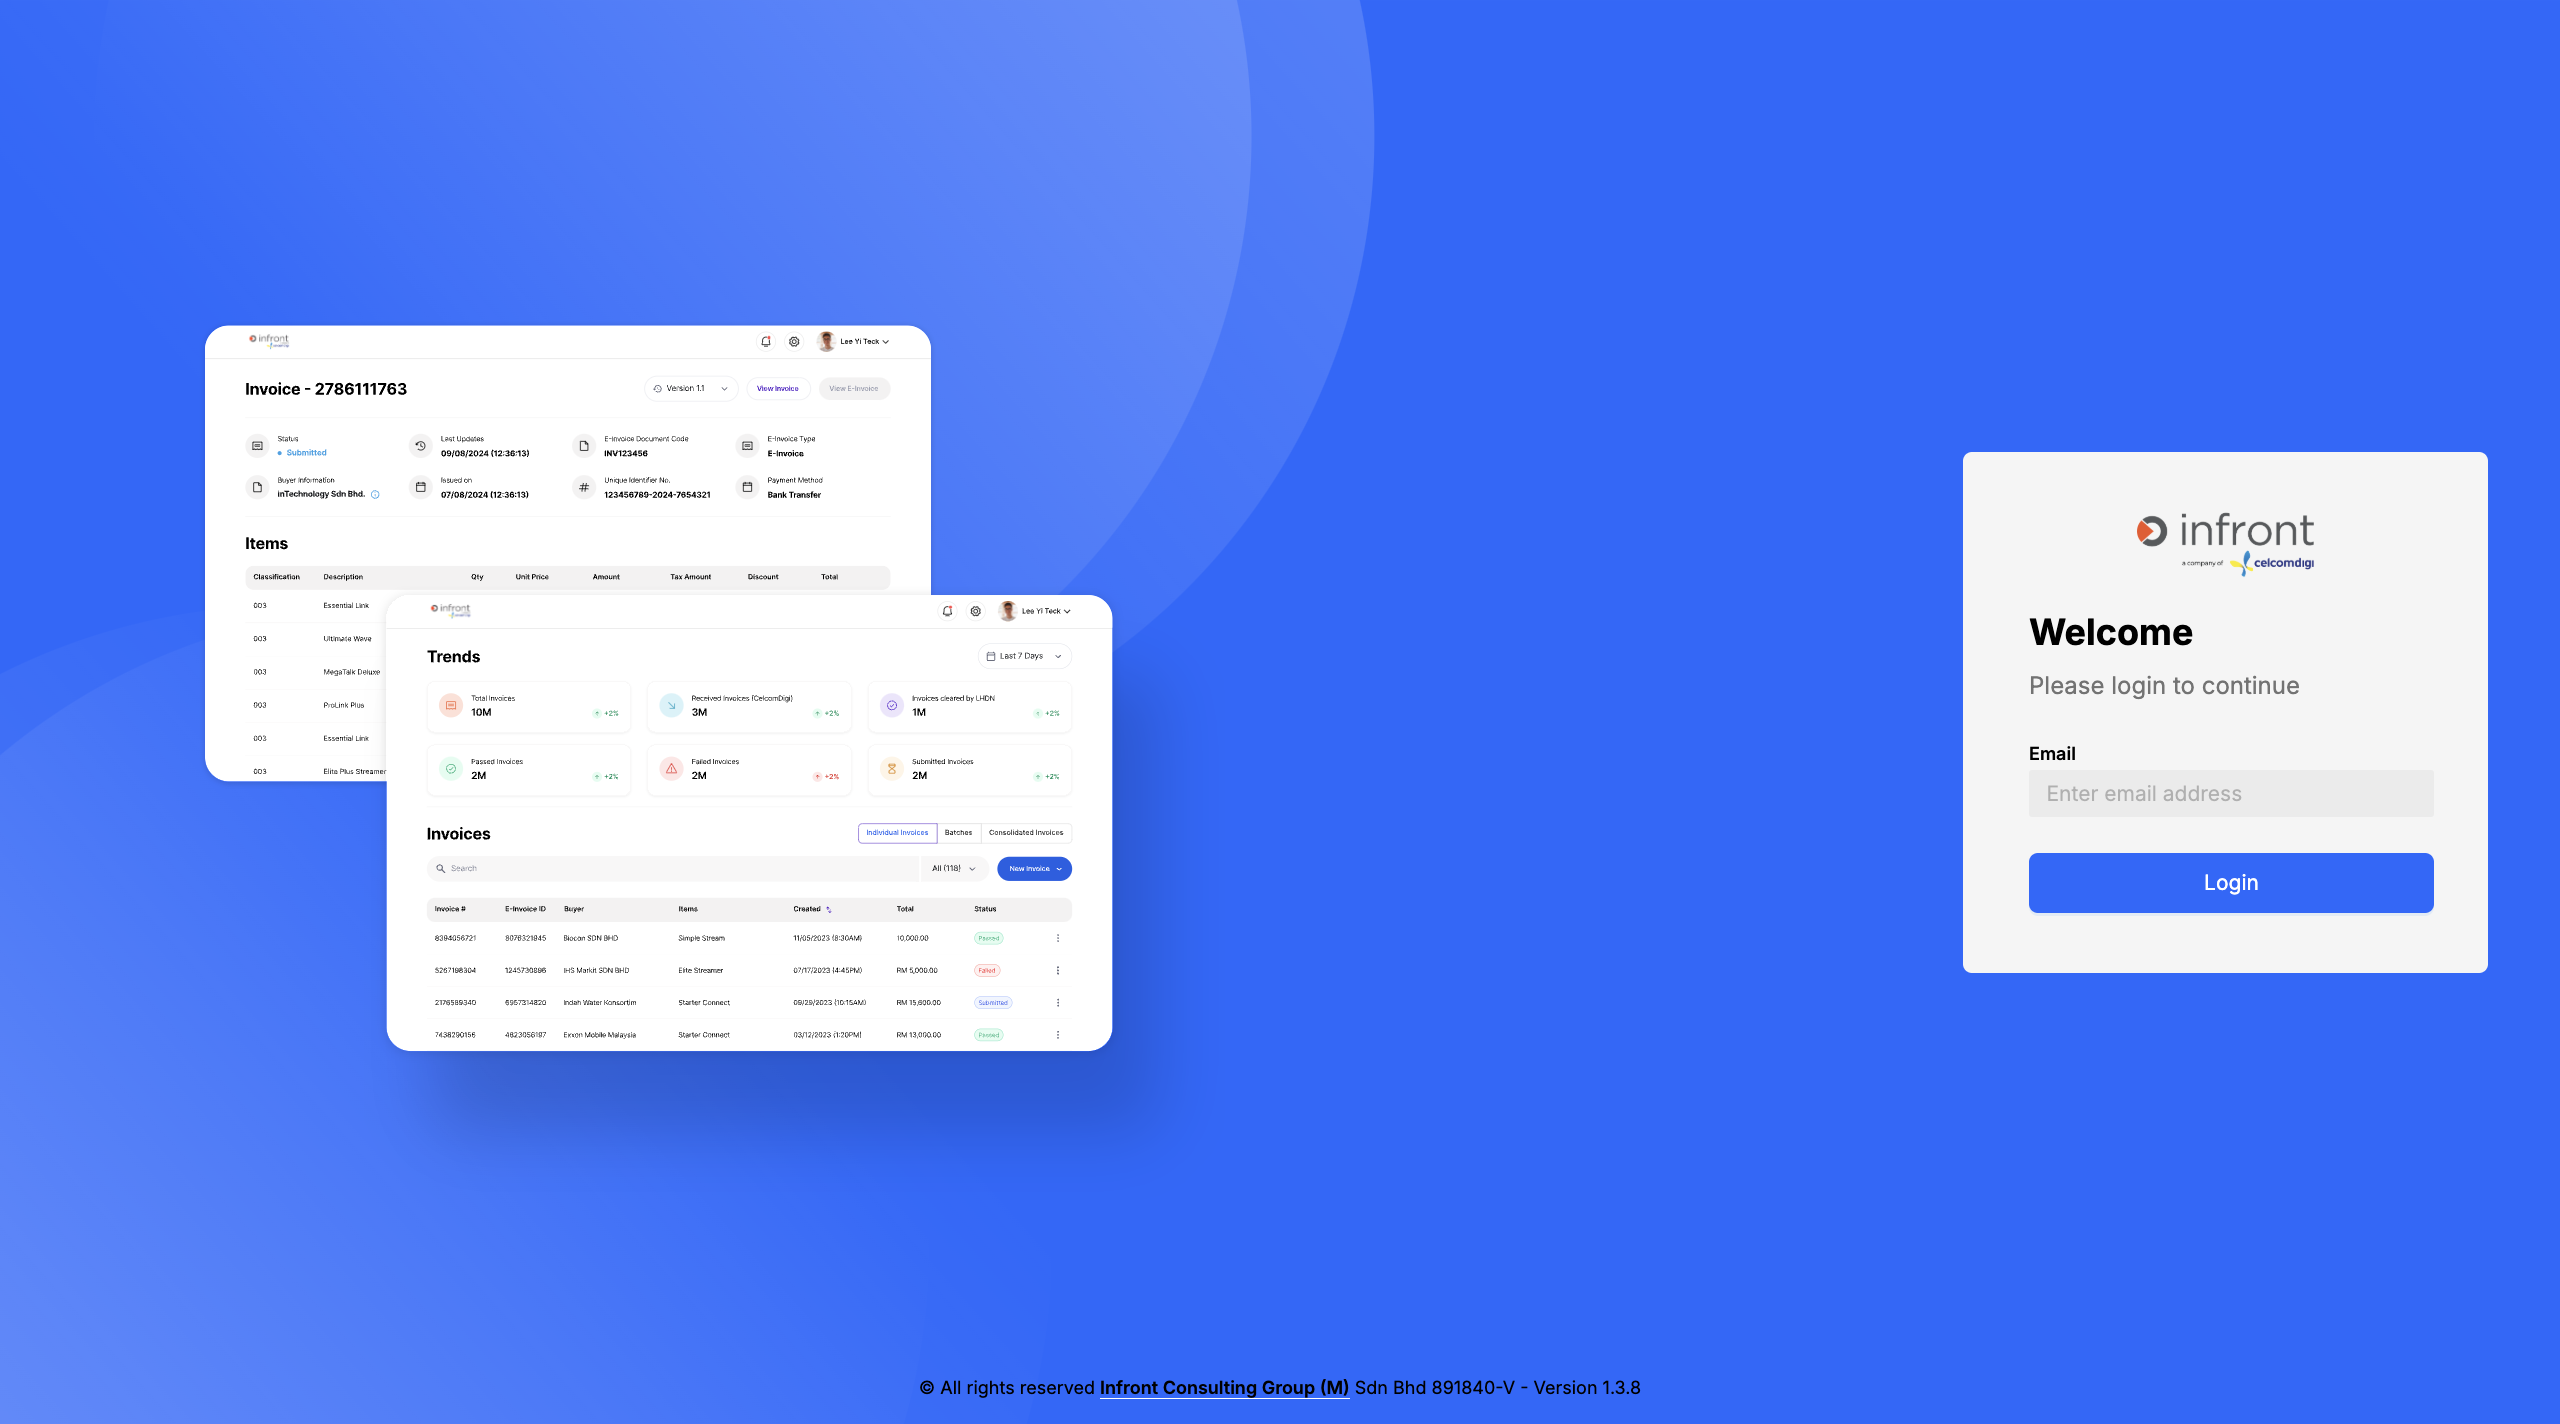 infront
celcomdigi
Lee Yi Teck
Invoice - 2786111763
Version 1.1
View Invoice
View E-Invoice
Status
Submitted
Last Updates
09/08/2024 (12:36:13)
E-Invoice Document Code
INV123456
E-Invoice Type
E-Invoice
Buyer Information
inTechnology Sdn Bhd.
Issued on
07/08/2024 (12:36:13)
Unique Identifier No.
123456789-2024-7654321
Payment Method
Bank Transfer
Items
Classification Description Qty Unit Price Amount Tax Amount Discount Total
003 Essential Link
003 Ultimate Wave
003 MegaTalk Deluxe
003 ProLink Plus
003 Essential Link
003 Elite Plus Streamer
infront
Lee Yi Teck
Trends
Last 7 Days
Total Invoices
10M
+2%
Received Invoices (CelcomDigi)
3M
+2%
Invoices cleared by LHDN
1M
+2%
Passed Invoices
2M
+2%
Failed Invoices
2M
+2%
Submitted Invoices
2M
+2%
Invoices
Individual Invoices
Batches
Consolidated Invoices
Search
All (118)
New Invoice
Invoice # E-Invoice ID Buyer Items Created Total Status
8394056721 8076321945 Biocon SDN BHD Simple Stream 11/05/2023 (8:30AM) 10,000.00 Passed
5267198304 1245730896 IHS Markit SDN BHD Elite Streamer 07/17/2023 (4:45PM) RM 5,000.00 Failed
2176589340 6957314820 Indah Water Konsortim Starter Connect 09/29/2023 (10:15AM) RM 15,600.00 Submitted
7438290156 4823056197 Exxon Mobile Malaysia Starter Connect 03/12/2023 (1:20PM) RM 13,000.00 Passed
infront
a company of celcomdigi
Welcome
Please login to continue
Email
Enter email address
Login
© All rights reserved Infront Consulting Group (M) Sdn Bhd 891840-V - Version 1.3.8